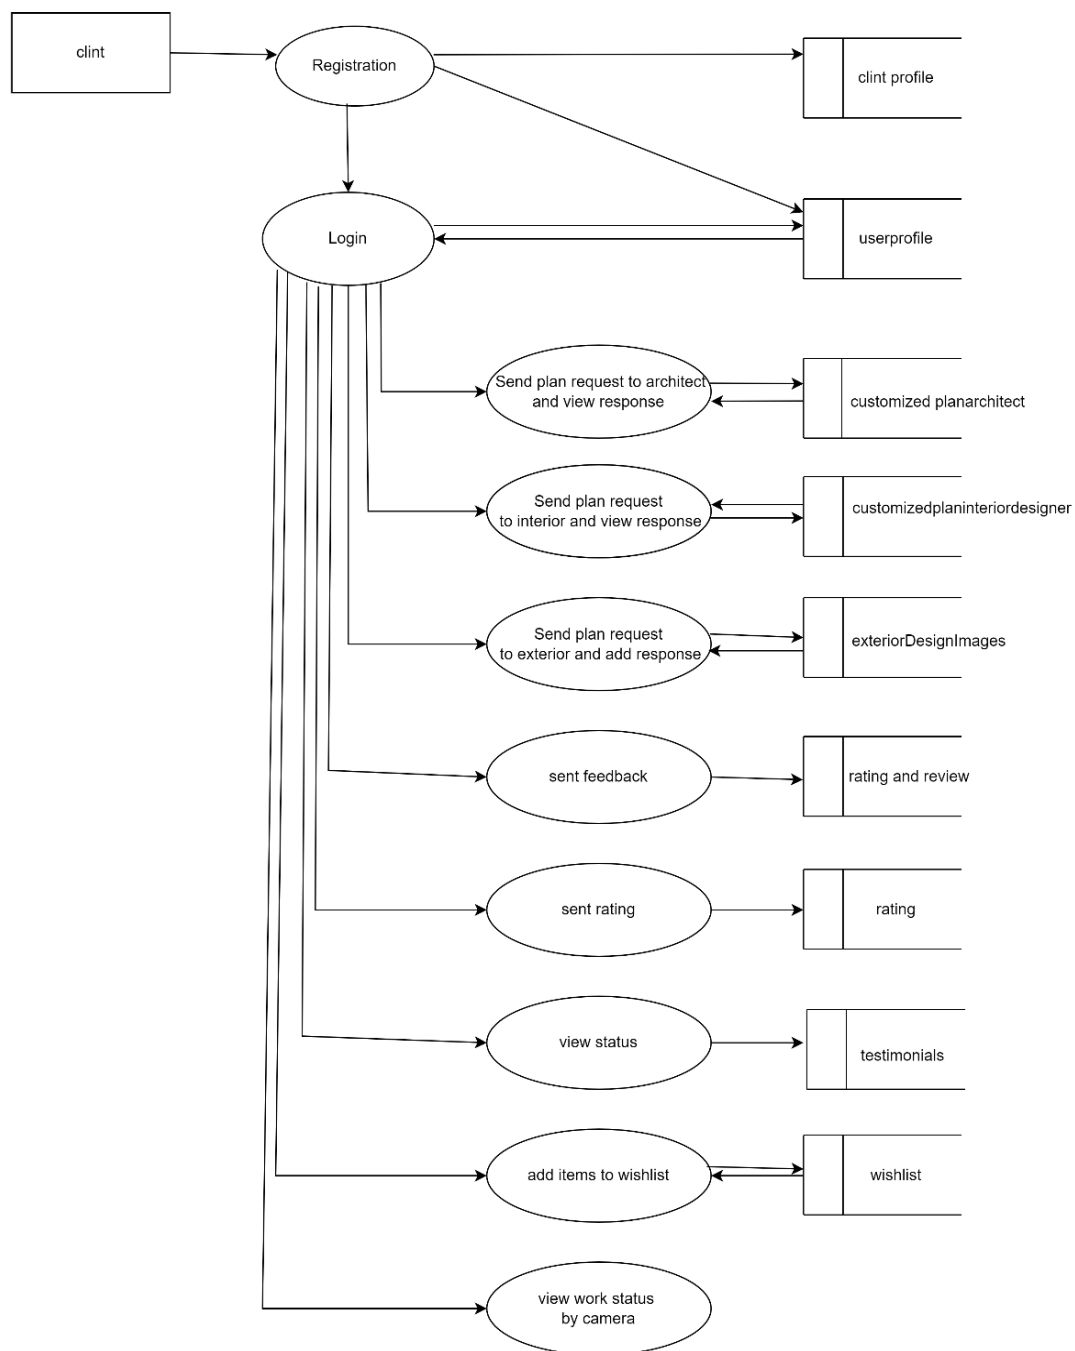 clint
Registration
clint profile
Login
userprofile
Send plan request to architect
and view response
customized planarchitect
Send plan request
to interior and view response
customizedplaninteriordesigner
Send plan request
to exterior and add response
exteriorDesignImages
sent feedback
rating and review
sent rating
rating
view status
testimonials
add items to wishlist
wishlist
view work status
by camera